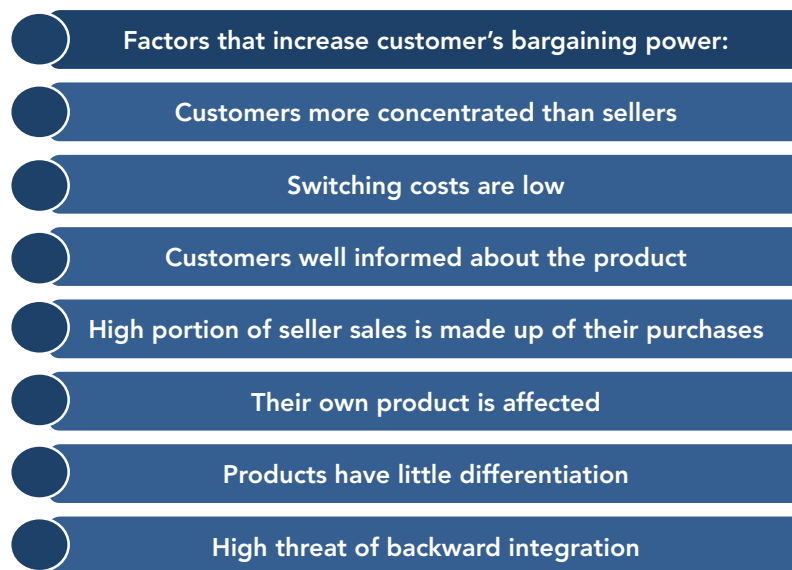 Factors that increase customer’s bargaining power:
Customers more concentrated than sellers
Switching costs are low
Customers well informed about the product
High portion of seller sales is made up of their purchases
Their own product is affected
Products have little differentiation
High threat of backward integration